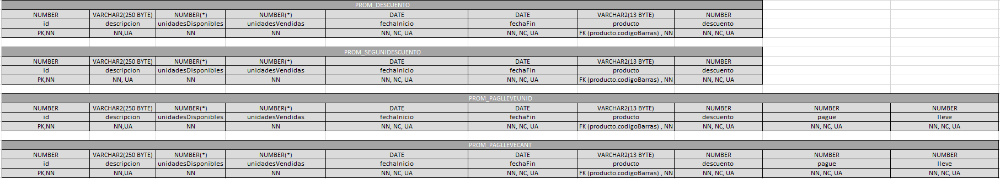 PROM_DESCUENTO
NUMBER VARCHAR2(250 BYTE) NUMBER(*) NUMBER(*) DATE DATE VARCHAR2(13 BYTE) NUMBER
id descripcion unidadesDisponibles unidadesVendidas fechaInicio fechaFin producto descuento
PK,NN NN,UA NN NN NN, NC, UA NN, NC, UA FK (producto.codigoBarras) , NN NN, NC, UA
PROM_SEGUNIDESCUENTO
NUMBER VARCHAR2(250 BYTE) NUMBER(*) NUMBER(*) DATE DATE VARCHAR2(13 BYTE) NUMBER
id descripcion unidadesDisponibles unidadesVendidas fechaInicio fechaFin producto descuento
PK,NN NN, UA NN NN NN, NC, UA NN, NC, UA FK (producto.codigoBarras) , NN NN, NC, UA
PROM_PAGLLEVEUNID
NUMBER VARCHAR2(250 BYTE) NUMBER(*) NUMBER(*) DATE DATE VARCHAR2(13 BYTE) NUMBER NUMBER NUMBER
id descripcion unidadesDisponibles unidadesVendidas fechaInicio fechaFin producto descuento pague lleve
PK,NN NN,UA NN NN NN, NC, UA NN, NC, UA FK (producto.codigoBarras) , NN NN, NC, UA NN, NC, UA NN, NC, UA
PROM_PAGLLEVECANT
NUMBER VARCHAR2(250 BYTE) NUMBER(*) NUMBER(*) DATE DATE VARCHAR2(13 BYTE) NUMBER NUMBER NUMBER
id descripcion unidadesDisponibles unidadesVendidas fechaInicio fechaFin producto descuento pague lleve
PK,NN NN,UA NN NN NN, NC, UA NN, NC, UA FK (producto.codigoBarras) , NN NN, NC, UA NN, NC, UA NN, NC, UA